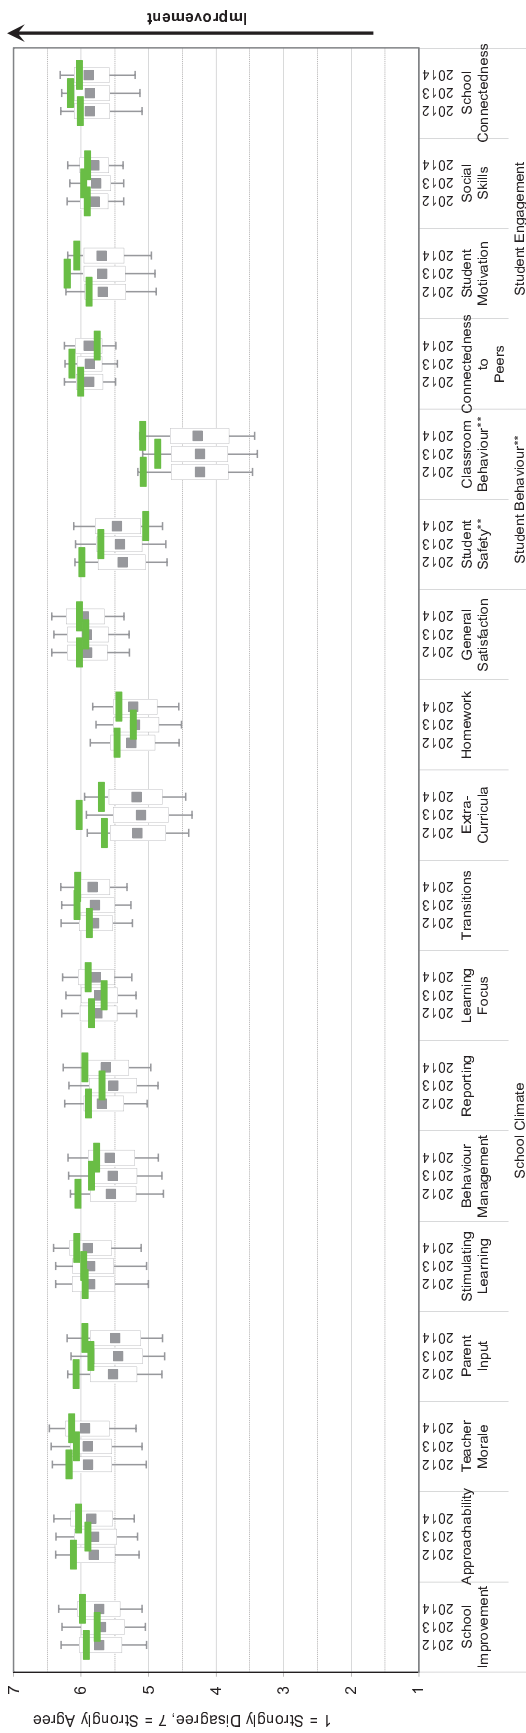 Improvement
2014
2013
2012
School
Connectedness
2014
2013
2012
Social
Skills
2014
2013
2012
Student
Motivation
2014
2013
2012
Connectedness
to
Peers
Student Engagement
2014
2013
2012
Classroom
Behaviour**
2014
2013
2012
Student
Safety**
Student Behaviour**
2014
2013
2012
General
Satisfaction
2014
2013
2012
Homework
2014
2013
2012
Extra-
Curricula
2014
2013
2012
Transitions
2014
2013
2012
Learning
Focus
2014
2013
2012
Reporting
2014
2013
2012
Behaviour
Management
2014
2013
2012
Stimulating
Learning
2014
2013
2012
Parent
Input
2014
2013
2012
Teacher
Morale
2014
2013
2012
Approachability
2014
2013
2012
School
Improvement
School Climate
7
6
5
4
3
2
1
1 = Strongly Disagree, 7 = Strongly Agree